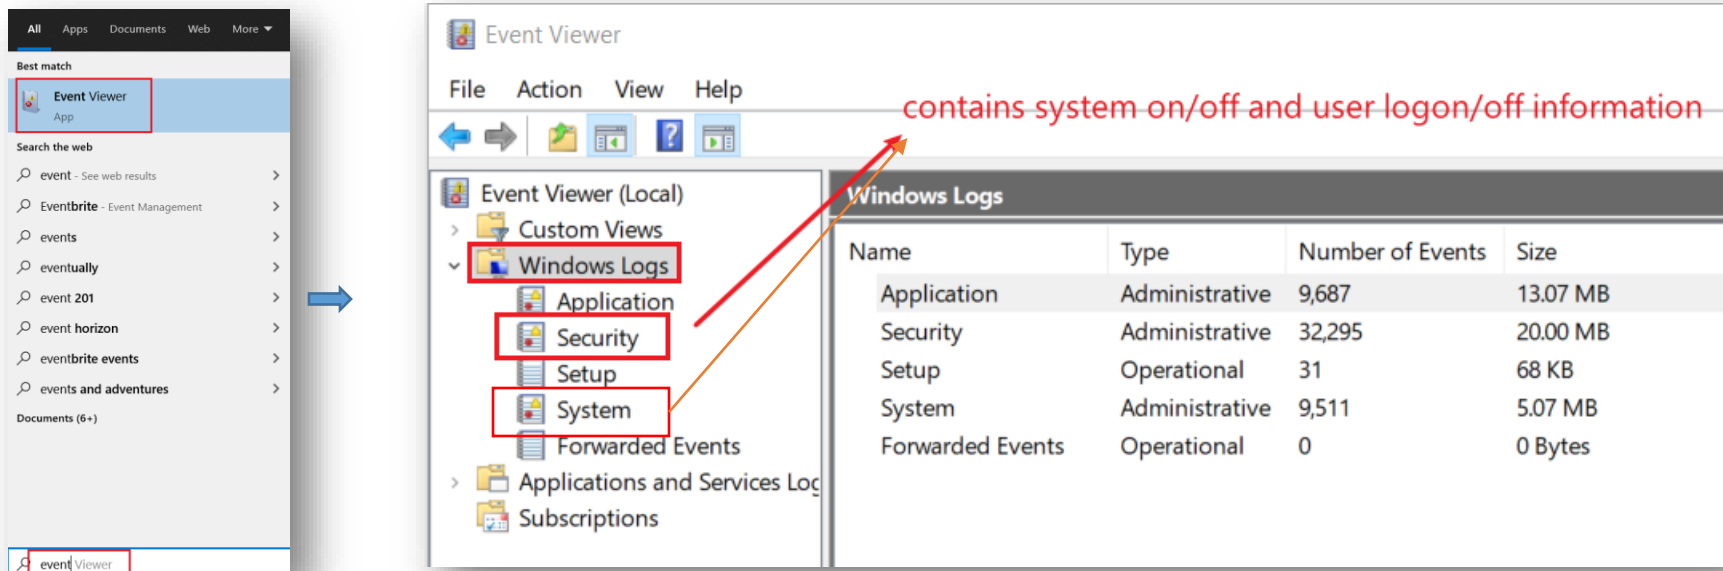 All Apps Documents Web More
Best match
Event Viewer
App
Search the web
event - See web results
Eventbrite - Event Management
events
eventually
event 201
event horizon
eventbrite events
events and adventures
Documents (6+)
event Viewer
Event Viewer
File Action View Help
contains system on/off and user logon/off information
Event Viewer (Local)
Custom Views
Windows Logs
Application
Security
Setup
System
Forwarded Events
Applications and Services Log
Subscriptions
Windows Logs
Name Type Number of Events Size
Application Administrative 9,687 13.07 MB
Security Administrative 32,295 20.00 MB
Setup Operational 31 68 KB
System Administrative 9,511 5.07 MB
Forwarded Events Operational 0 0 Bytes